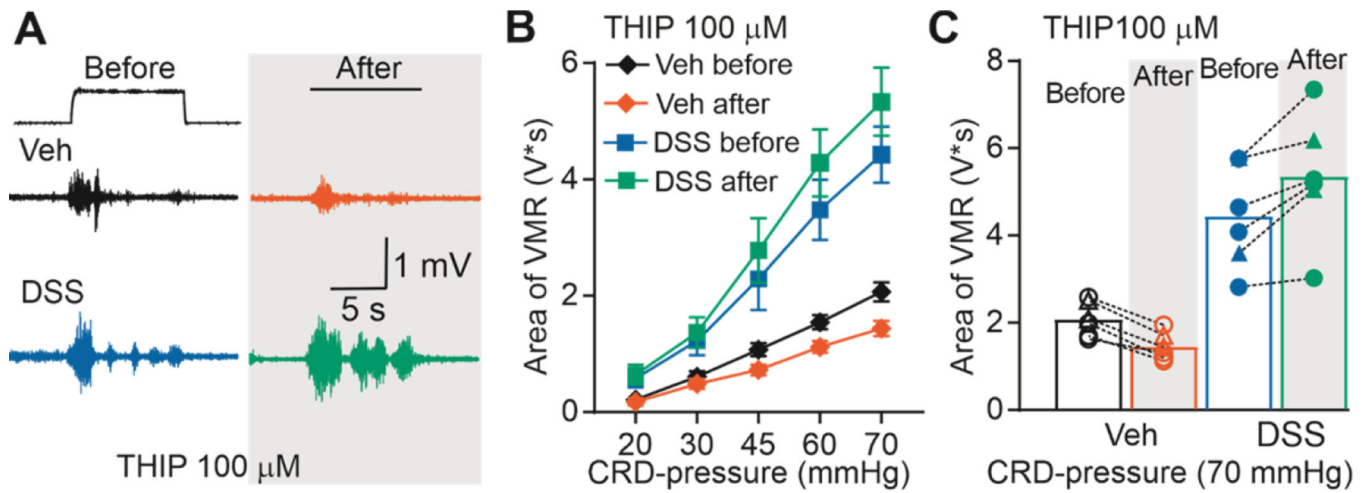 A
Before
After
Veh
DSS
1 mV
5 s
THIP 100 μM
B
THIP 100 μM
Veh before
Veh after
DSS before
DSS after
Area of VMR (V*s)
6
4
2
0
20 30 45 60 70
CRD-pressure (mmHg)
C
THIP100 μM
Before
After
Before
After
Area of VMR (V*s)
8
6
4
2
0
Veh DSS
CRD-pressure (70 mmHg)